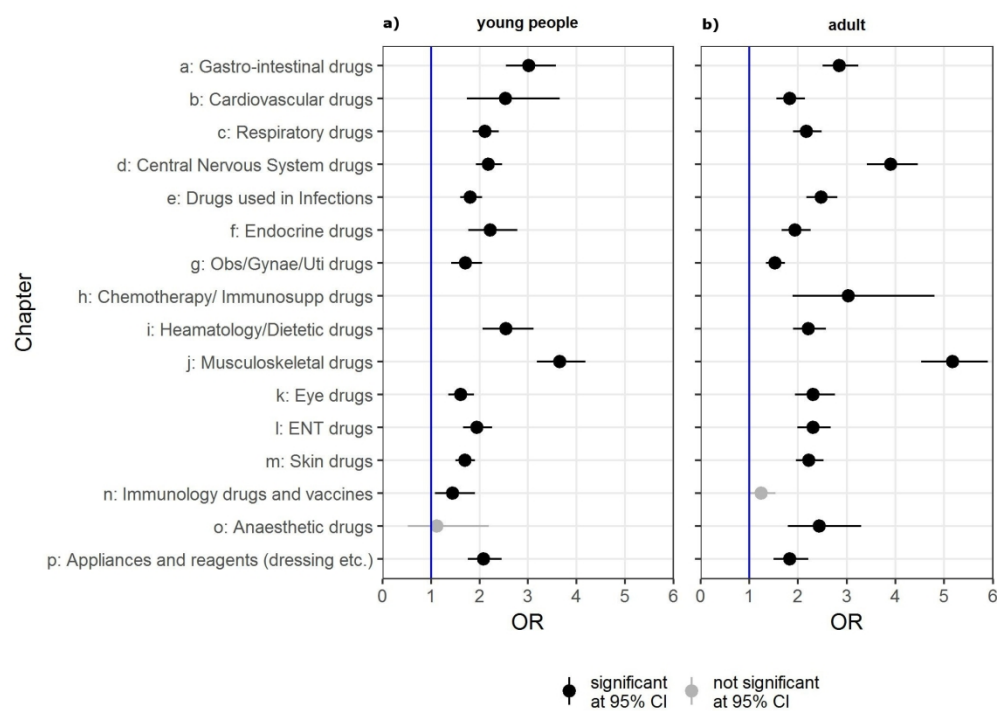 a) young people b) adult
Chapter
a: Gastro-intestinal drugs
b: Cardiovascular drugs
c: Respiratory drugs
d: Central Nervous System drugs
e: Drugs used in Infections
f: Endocrine drugs
g: Obs/Gynae/Uti drugs
h: Chemotherapy/ Immunosupp drugs
i: Heamatology/Dietetic drugs
j: Musculoskeletal drugs
k: Eye drugs
l: ENT drugs
m: Skin drugs
n: Immunology drugs and vaccines
o: Anaesthetic drugs
p: Appliances and reagents (dressing etc.)
0 1 2 3 4 5 6 0 1 2 3 4 5 6
OR OR
significant not significant
at 95% CI at 95% CI